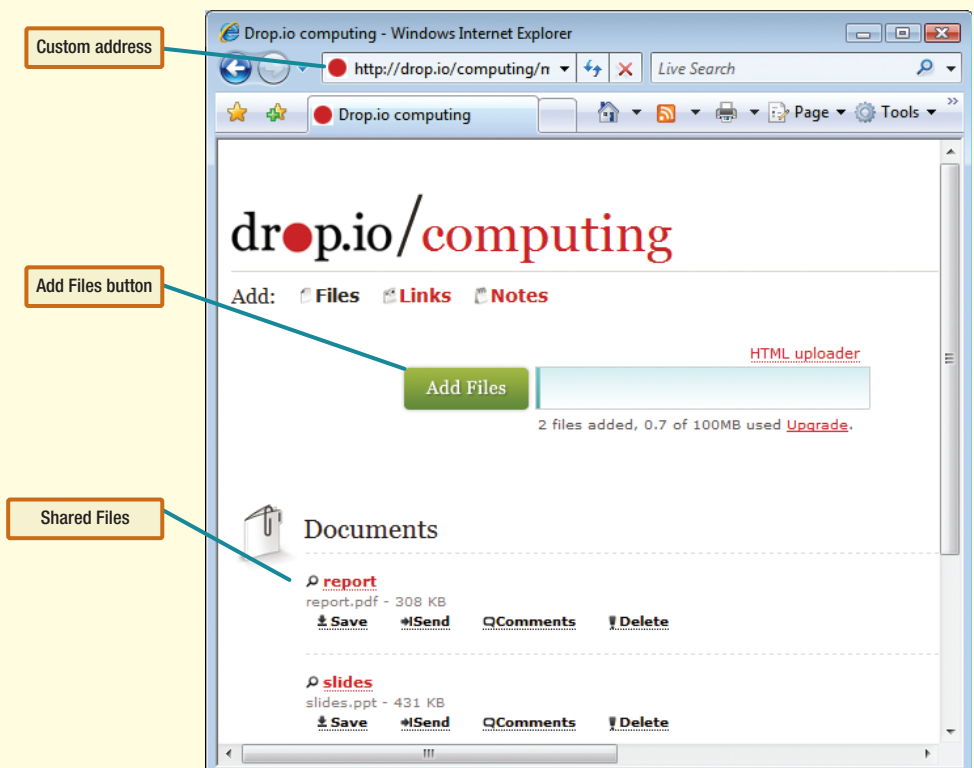 Drop.io computing - Windows Internet Explorer
Custom address
http://drop.io/computing/n
Live Search
Drop.io computing
Page
Tools
drop.io/computing
Add Files button
Add: Files Links Notes
HTML uploader
Add Files
2 files added, 0.7 of 100MB used Upgrade.
Shared Files
Documents
report
report.pdf - 308 KB
Save Send Comments Delete
slides
slides.ppt - 431 KB
Save Send Comments Delete